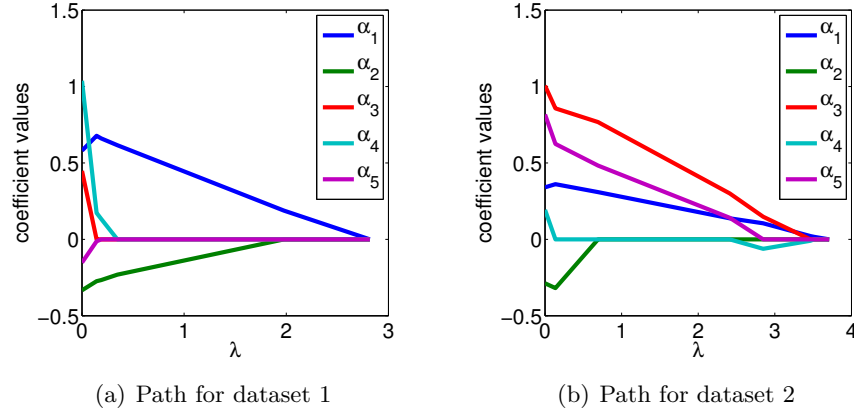 1.5
1
0.5
0
−0.5
coefficient values
0 1 2 3
λ
α1
α2
α3
α4
α5
(a) Path for dataset 1
1.5
1
0.5
0
−0.5
coefficient values
0 1 2 3 4
λ
α1
α2
α3
α4
α5
(b) Path for dataset 2